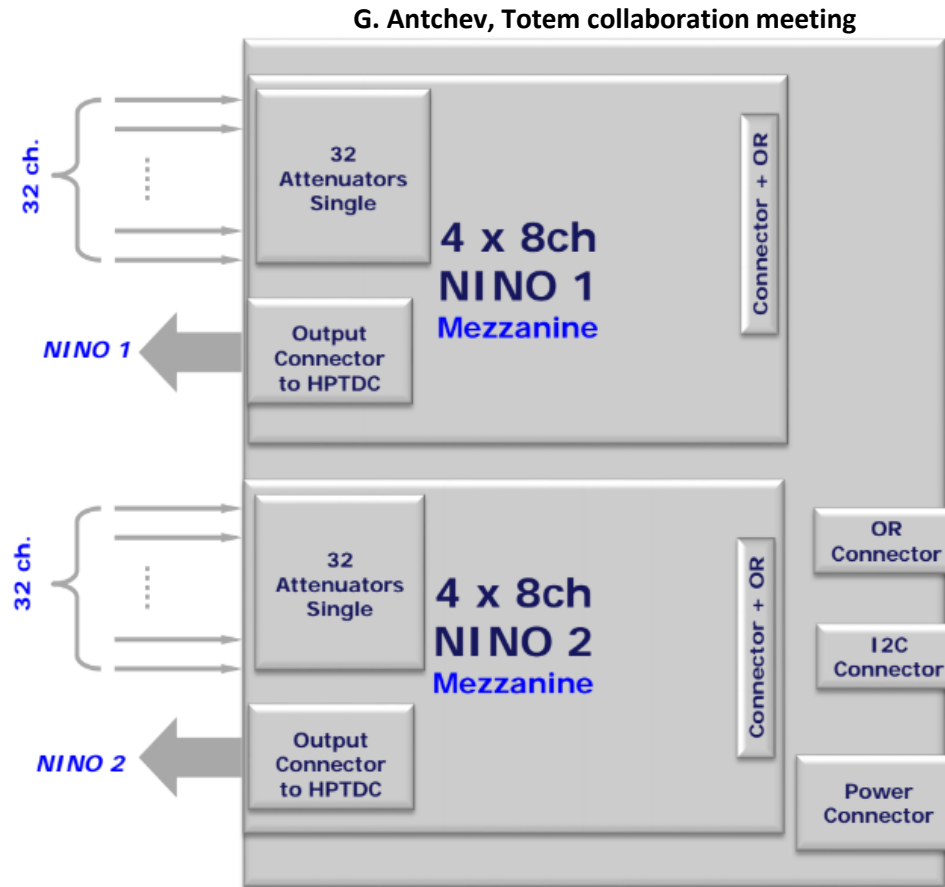 G. Antchev, Totem collaboration meeting
32 ch.
32
Attenuators
Single
4 x 8ch
NINO 1
Mezzanine
Connector + OR
NINO 1
Output
Connector
to HPTDC
32 ch.
32
Attenuators
Single
4 x 8ch
NINO 2
Mezzanine
Connector + OR
OR
Connector
I2C
Connector
NINO 2
Output
Connector
to HPTDC
Power
Connector